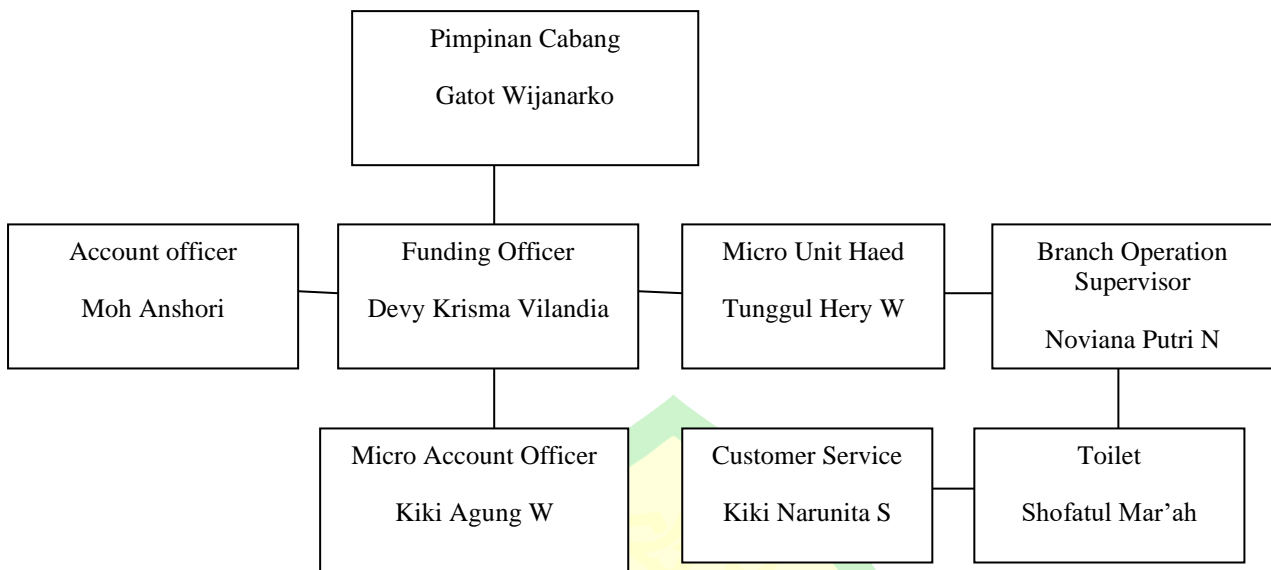 Pimpinan Cabang
Gatot Wijanarko
Account officer
Moh Anshori
Funding Officer
Devy Krisma Vilandia
Micro Unit Haed
Tunggul Hery W
Branch Operation
Supervisor
Noviana Putri N
Micro Account Officer
Kiki Agung W
Customer Service
Kiki Narunita S
Toilet
Shofatul Mar’ah